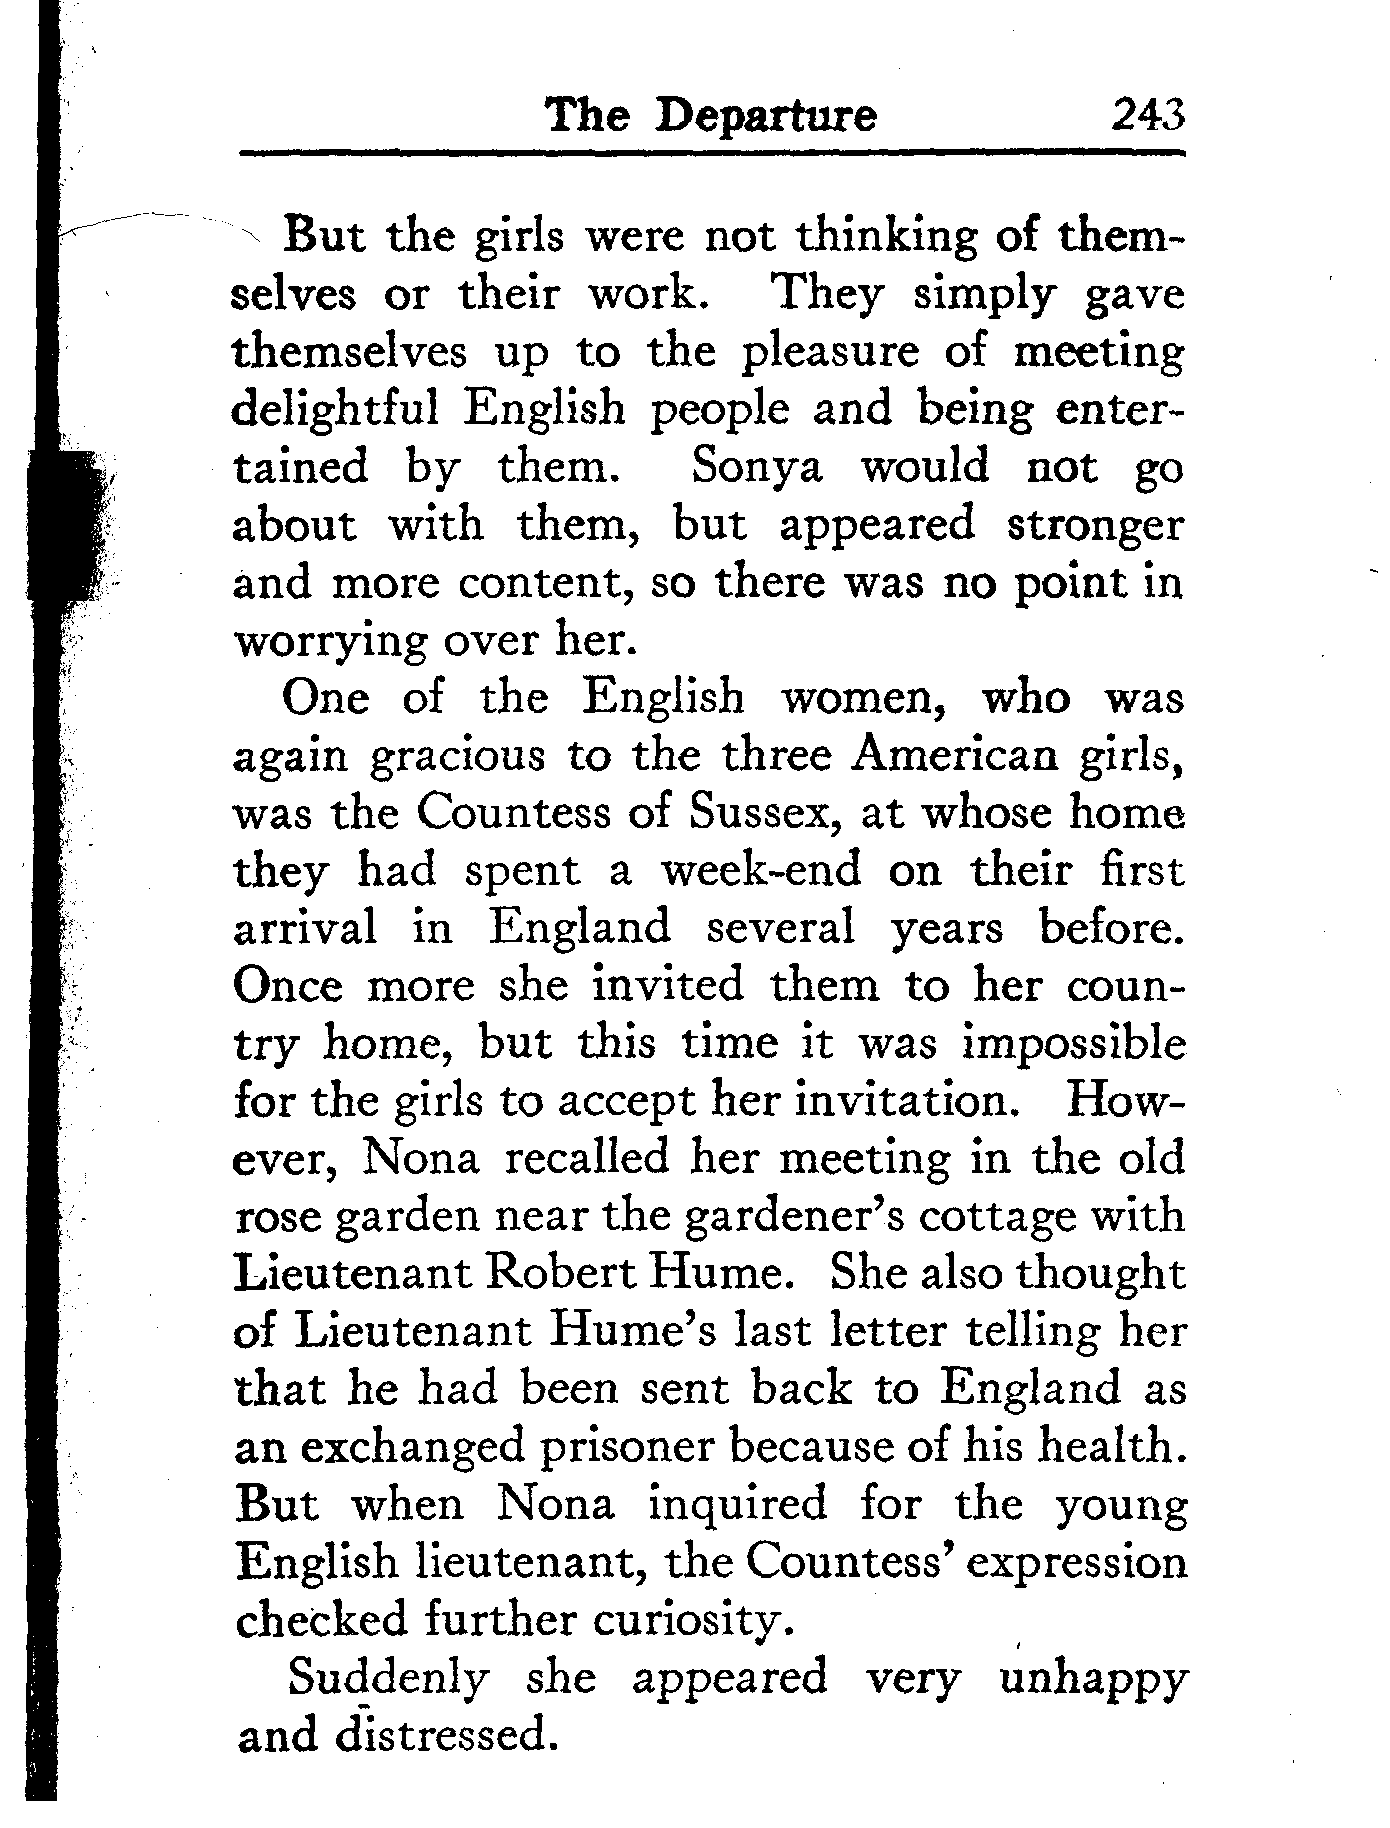 The Departure 243
But the girls were not thinking of them-
selves or their work. They simply gave
themselves up to the pleasure of meeting
delightful English people and being enter-
tained by them. Sonya would not go
about with them, but appeared stronger
and more content, so there was no point in
worrying over her.
One of the English women, who was
again gracious to the three American girls,
was the Countess of Sussex, at whose home
they had spent a week-end on their first
arrival in England several years before.
Once more she invited them to her coun-
try home, but this time it was impossible
for the girls to accept her invitation. How-
ever, Nona recalled her meeting in the old
rose garden near the gardener's cottage with
Lieutenant Robert Hume. She also thought
of Lieutenant Hume's last letter telling her
that he had been sent back to England as
an exchanged prisoner because of his health.
But when Nona inquired for the young
English lieutenant, the Countess' expression
checked further curiosity.
Suddenly she appeared very unhappy
and distressed.